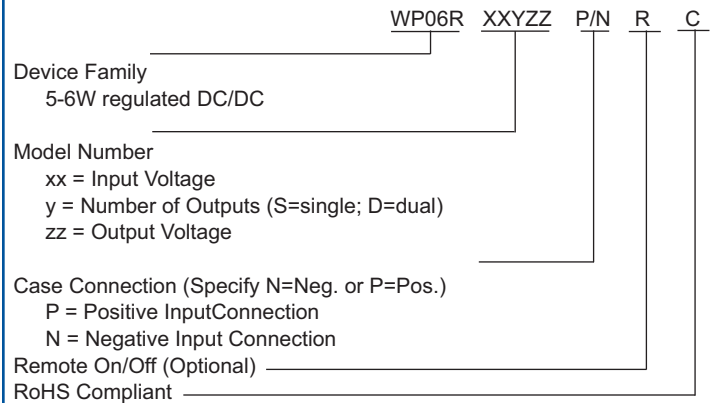 WP06R XXYZZ P/N R C
Device Family
5-6W regulated DC/DC
Model Number
xx = Input Voltage
y = Number of Outputs (S=single; D=dual)
zz = Output Voltage
Case Connection (Specify N=Neg. or P=Pos.)
P = Positive InputConnection
N = Negative Input Connection
Remote On/Off (Optional)
RoHS Compliant